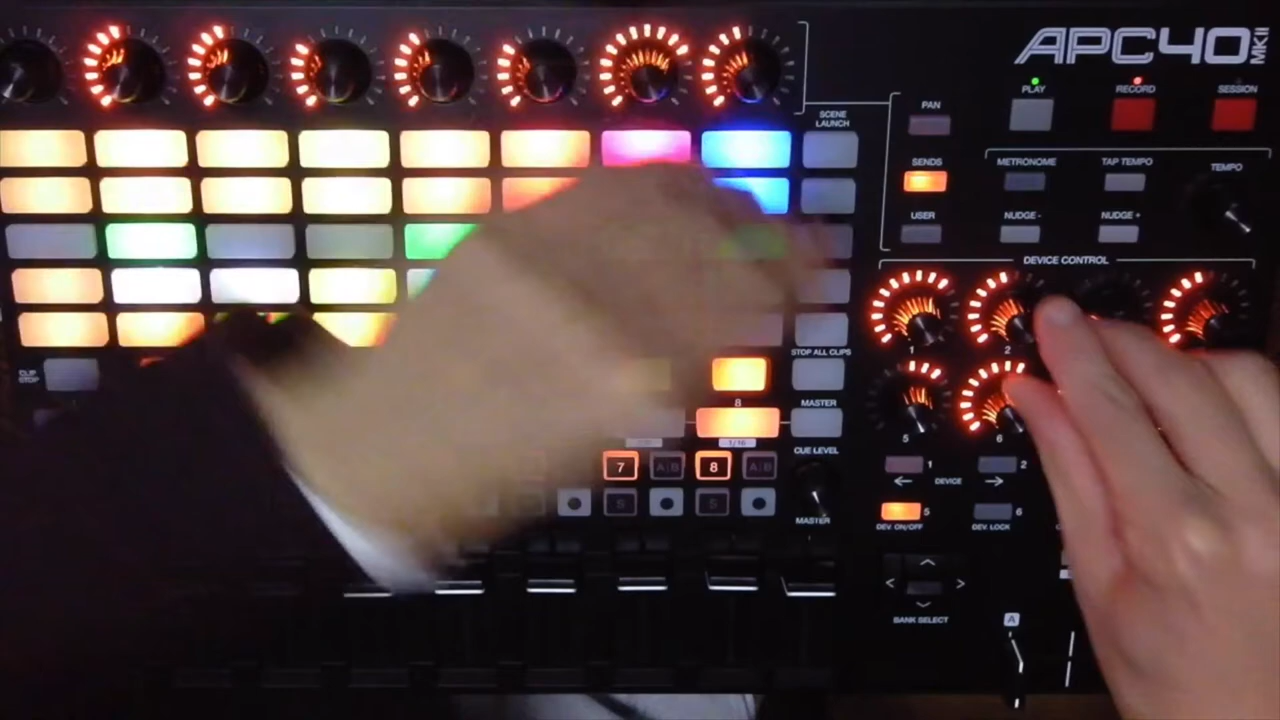 APC40 MKII
PLAY
RECORD
SESSION
SCENE
LAUNCH
PAN
SENDS
METRONOME
TAP TEMPO
TEMPO
USER
NUDGE -
NUDGE +
DEVICE CONTROL
1
2
STOP ALL CLIPS
CLIP
STOP
8
MASTER
5
6
CUE LEVEL
7
A|B
8
A|B
1
2
← DEVICE →
S
S
5
6
MASTER
DEV. ON/OFF
DEV. LOCK
BANK SELECT
A